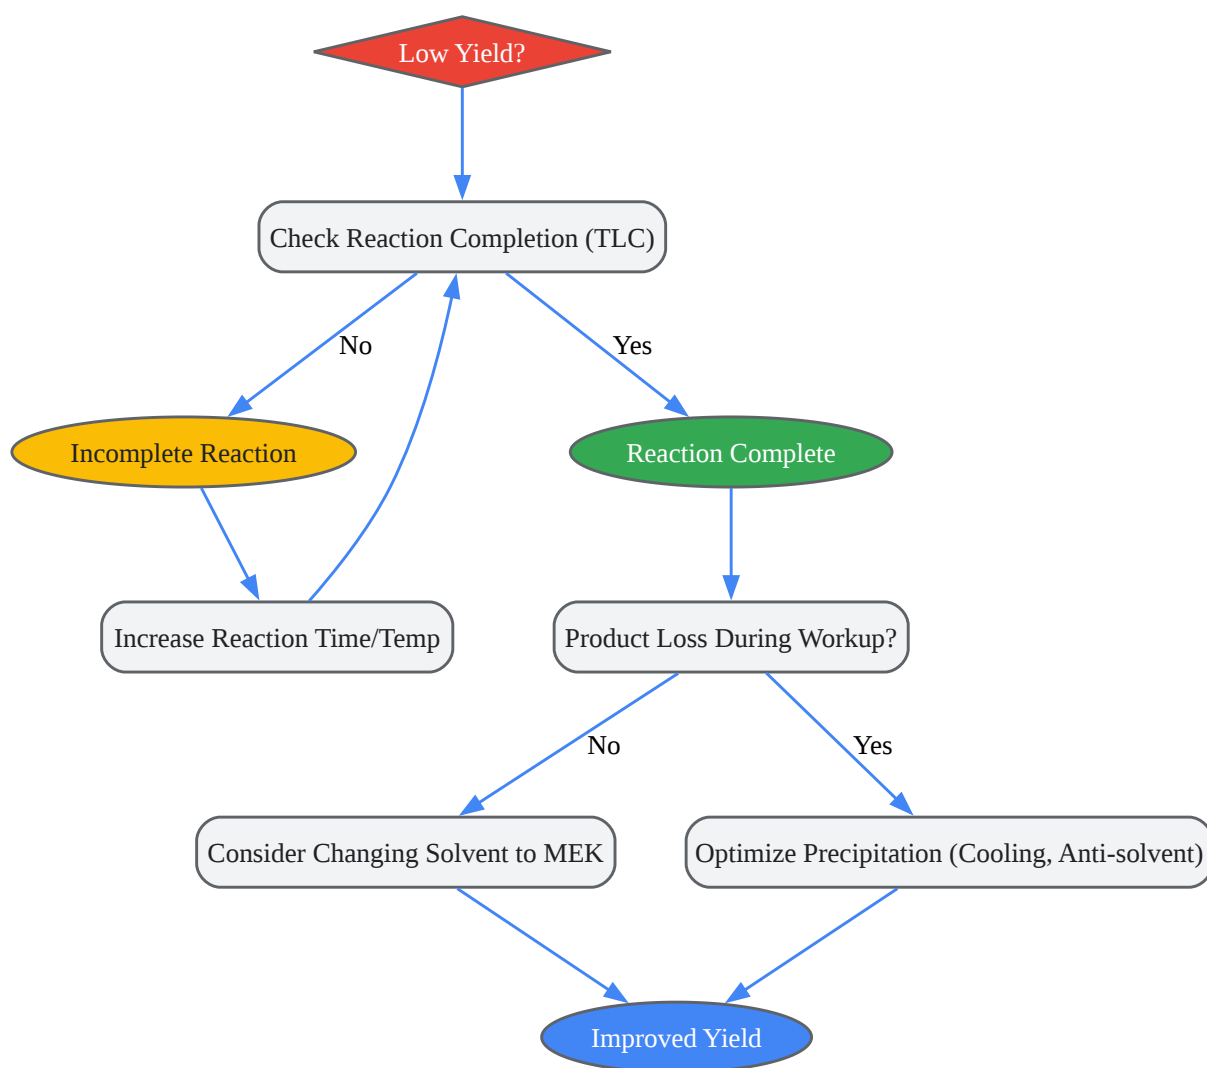 Low Yield?
Check Reaction Completion (TLC)
No
Yes
Incomplete Reaction
Reaction Complete
Increase Reaction Time/Temp
Product Loss During Workup?
No
Yes
Consider Changing Solvent to MEK
Optimize Precipitation (Cooling, Anti-solvent)
Improved Yield